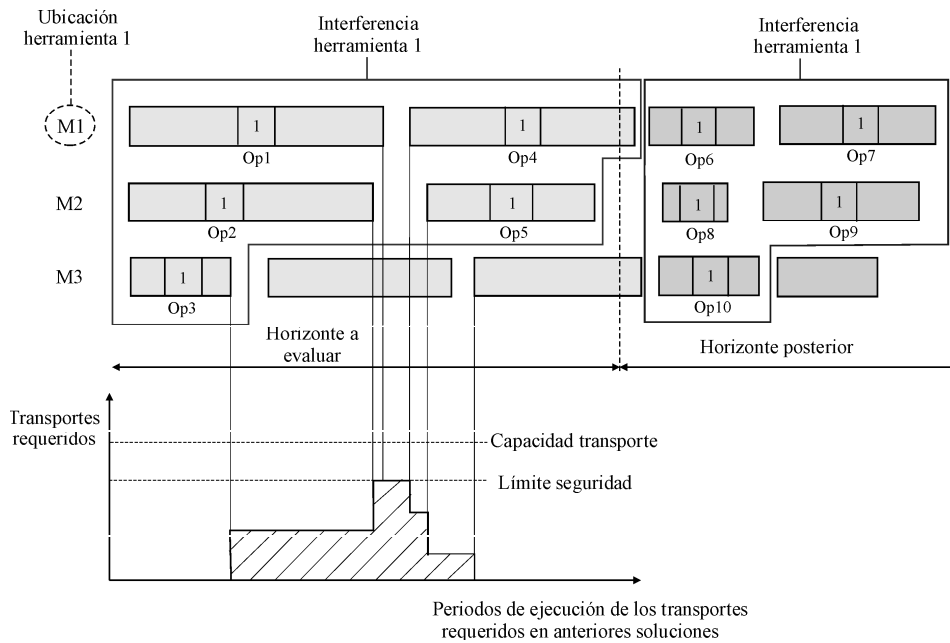 Ubicación
herramienta 1
Interferencia
herramienta 1
Interferencia
herramienta 1
M1
1
Op1
1
Op4
1
Op6
1
Op7
M2
1
Op2
1
Op5
1
Op8
1
Op9
M3
1
Op3
1
Op10
Horizonte a
evaluar
Horizonte posterior
Transportes
requeridos
Capacidad transporte
Límite seguridad
Periodos de ejecución de los transportes
requeridos en anteriores soluciones